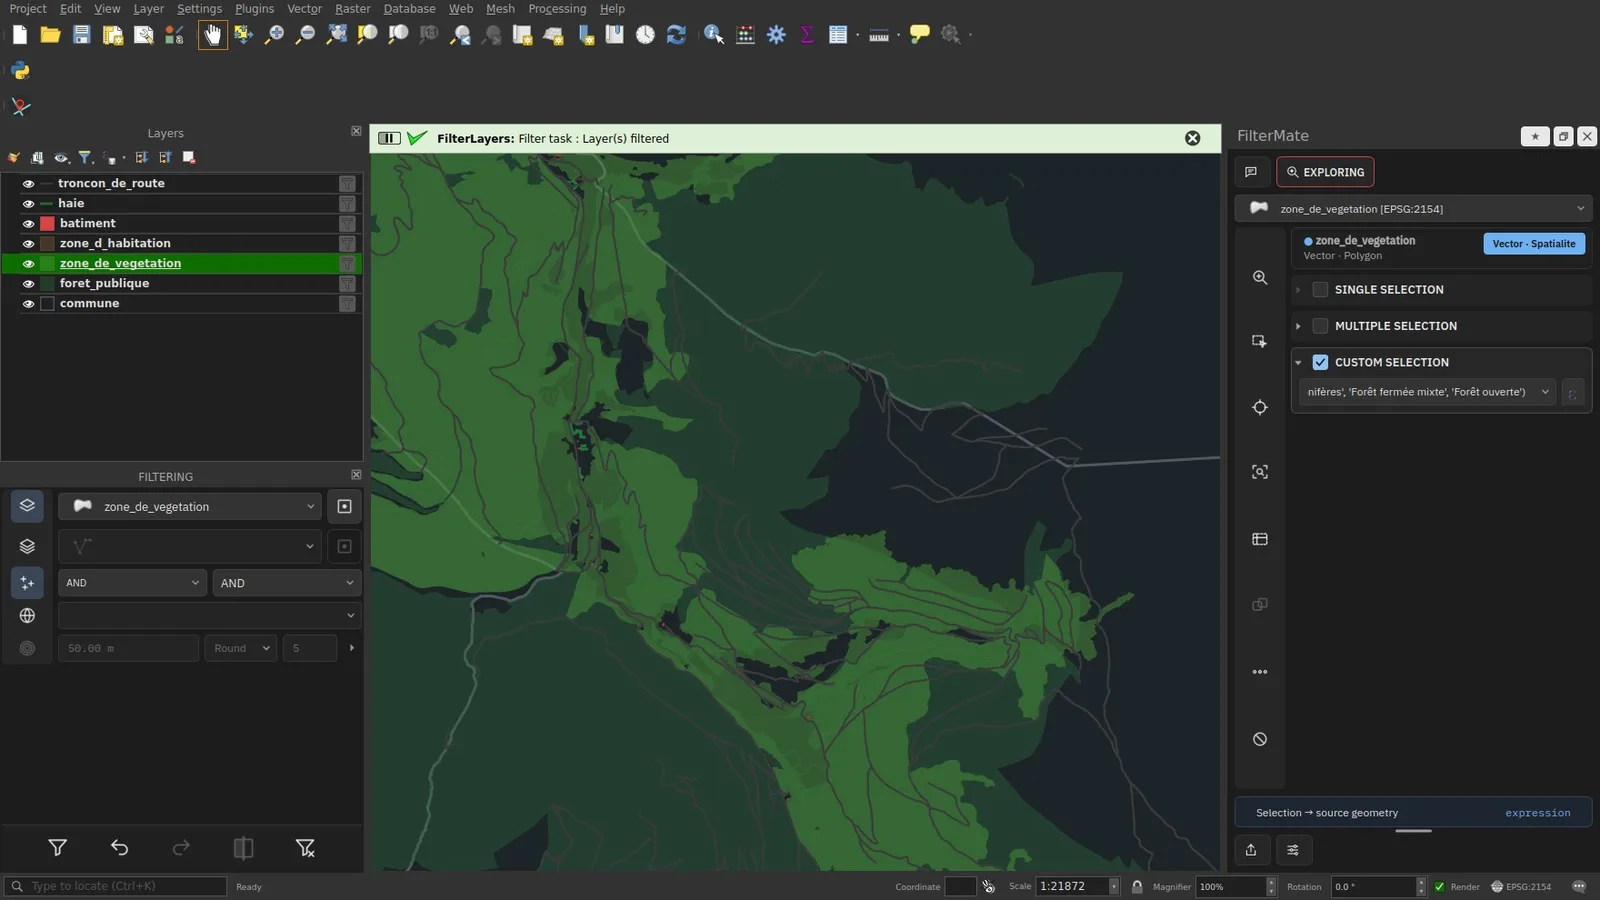 Project Edit View Layer Settings Plugins Vector Raster Database Web Mesh Processing Help
Layers
troncon_de_route
haie
batiment
zone_d_habitation
zone_de_vegetation
foret_publique
commune
FILTERING
zone_de_vegetation
AND AND
50.00 m Round 5
FilterLayers: Filter task : Layer(s) filtered
FilterMate
EXPLORING
zone_de_vegetation [EPSG:2154]
zone_de_vegetation
Vector · Polygon
Vector · Spatialite
SINGLE SELECTION
MULTIPLE SELECTION
CUSTOM SELECTION
nifères', 'Forêt fermée mixte', 'Forêt ouverte')
ε
Selection → source geometry expression
Type to locate (Ctrl+K) Ready Coordinate Scale 1:21872 Magnifier 100% Rotation 0.0 ° Render EPSG:2154